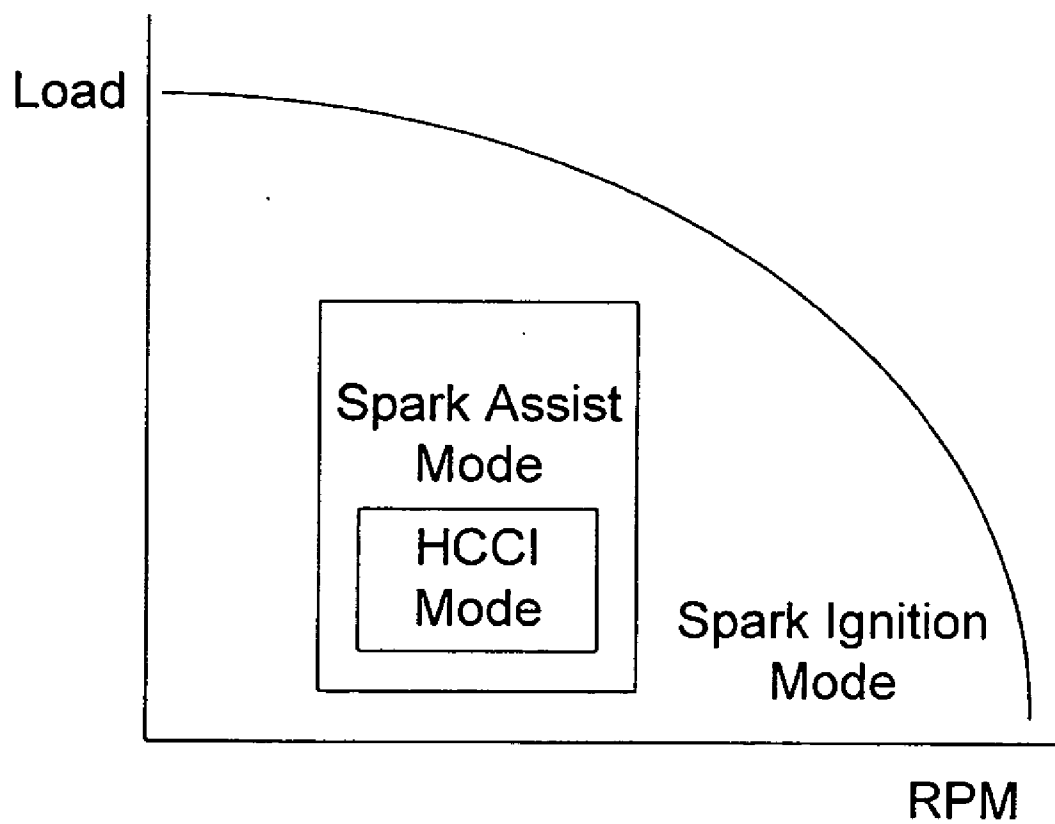 Load
Spark Assist
Mode
HCCI
Mode
Spark Ignition
Mode
RPM